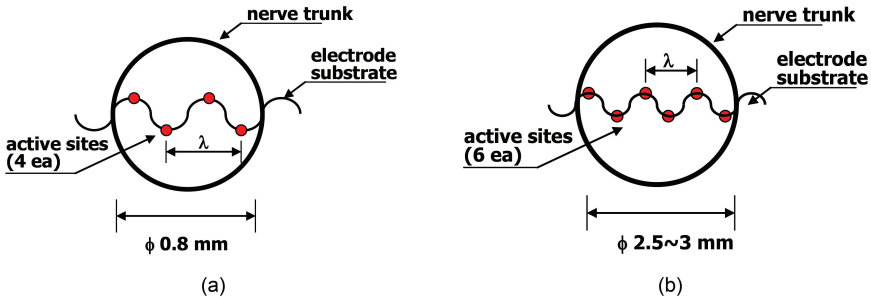 nerve trunk
electrode
substrate
λ
active sites
(4 ea)
ϕ 0.8 mm
(a)
nerve trunk
λ
electrode
substrate
active sites
(6 ea)
ϕ 2.5~3 mm
(b)